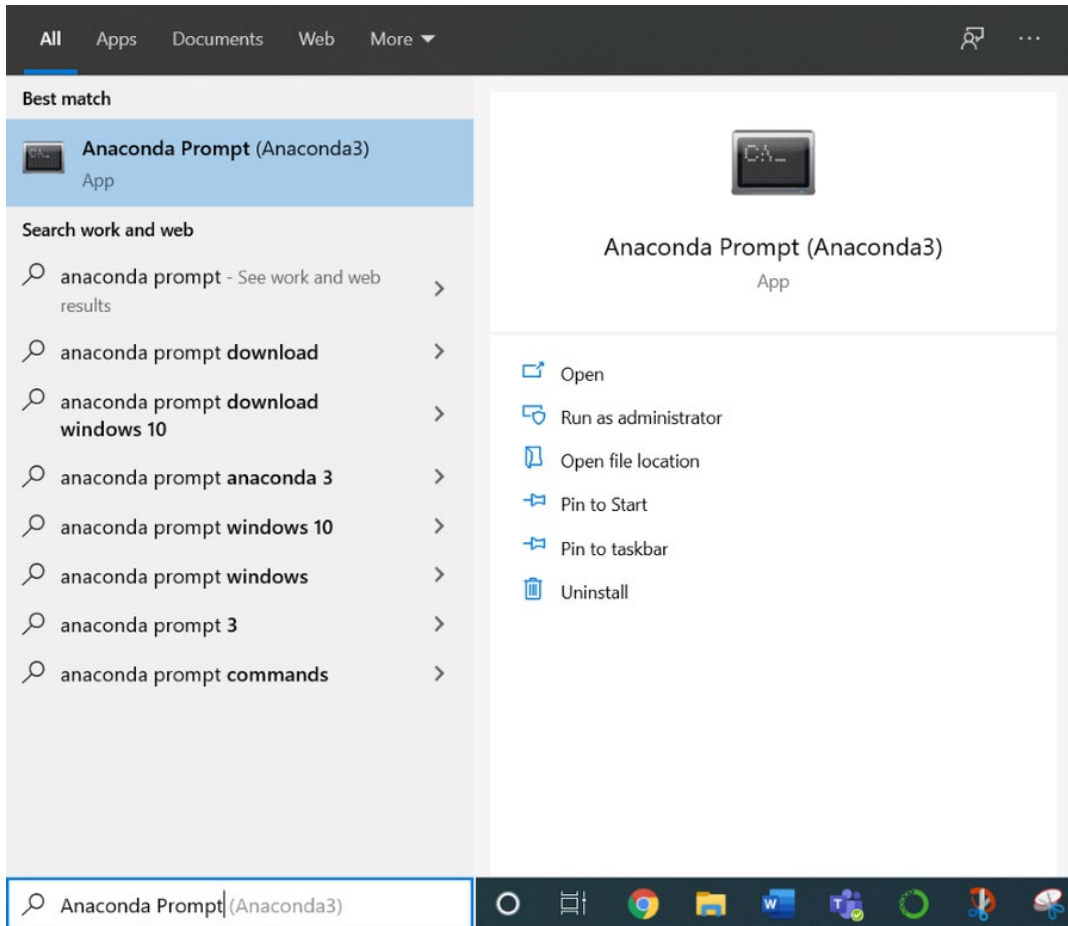 All Apps Documents Web More
Best match
Anaconda Prompt (Anaconda3)
App
Search work and web
anaconda prompt - See work and web
results
anaconda prompt download
anaconda prompt download
windows 10
anaconda prompt anaconda 3
anaconda prompt windows 10
anaconda prompt windows
anaconda prompt 3
anaconda prompt commands
Anaconda Prompt (Anaconda3)
C:\_
Anaconda Prompt (Anaconda3)
App
Open
Run as administrator
Open file location
Pin to Start
Pin to taskbar
Uninstall
W
T